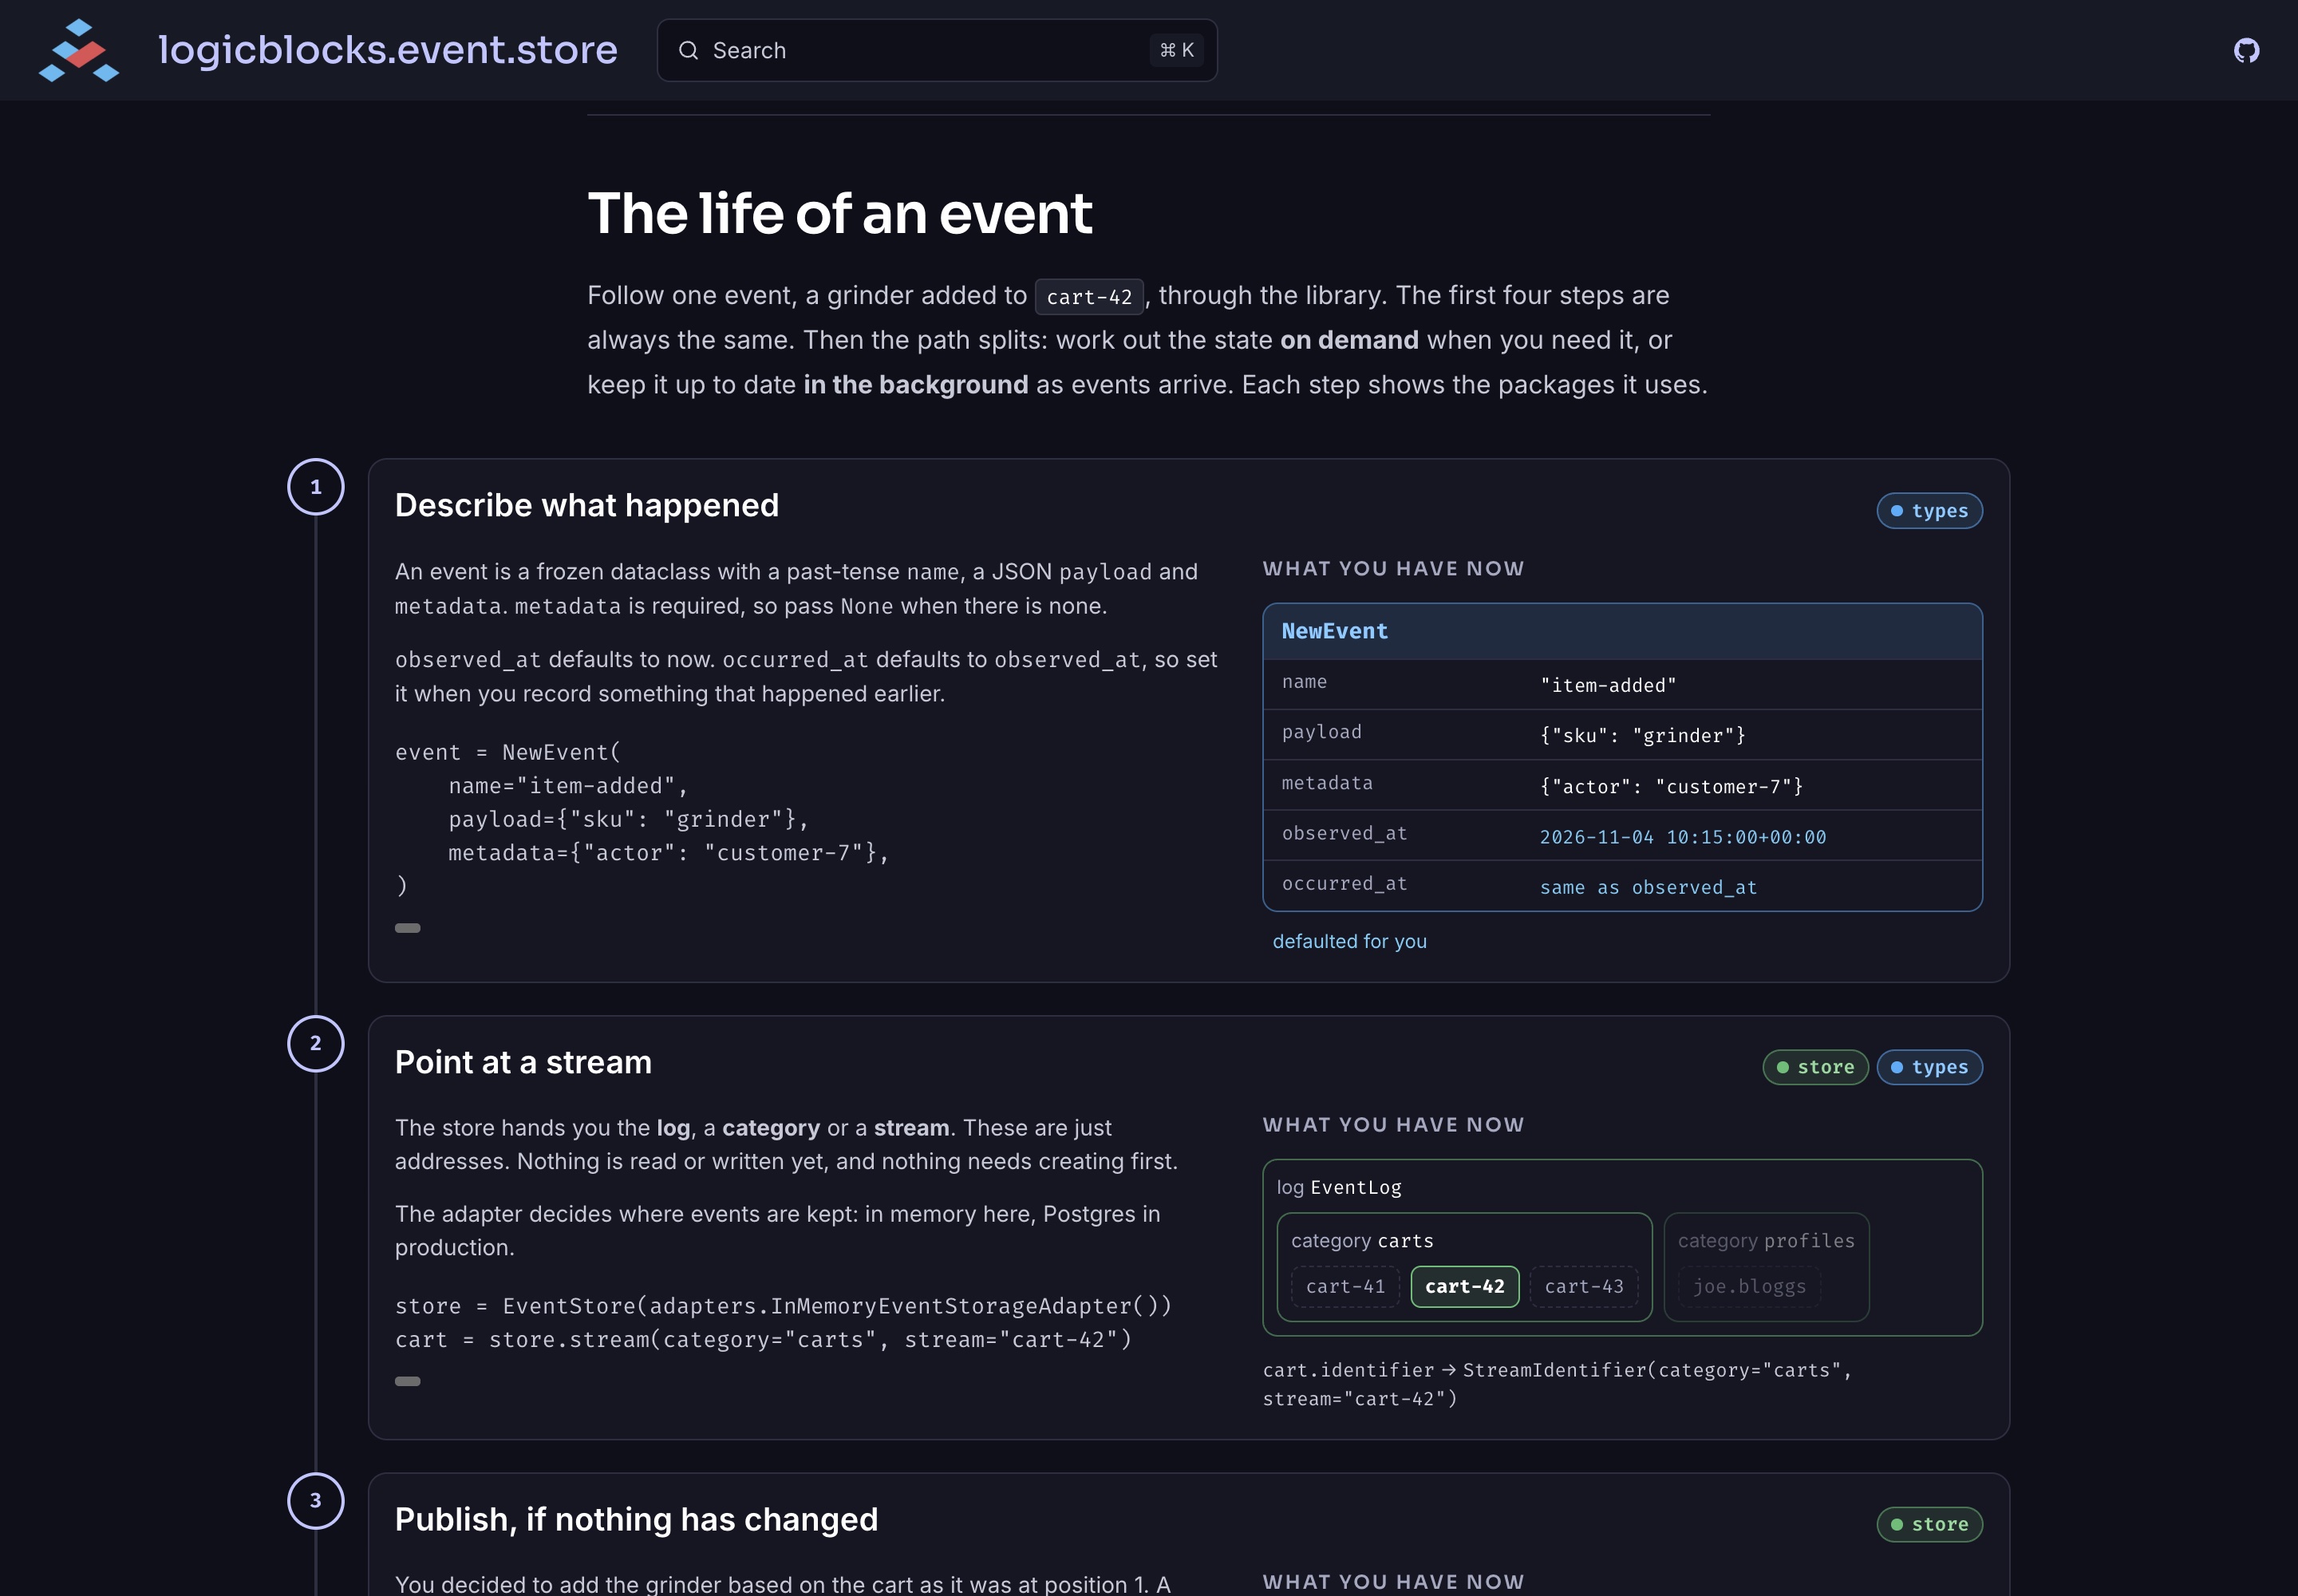 logicblocks.event.store
Search
⌘ K
The life of an event
Follow one event, a grinder added to cart-42, through the library. The first four steps are
always the same. Then the path splits: work out the state on demand when you need it, or
keep it up to date in the background as events arrive. Each step shows the packages it uses.
1
Describe what happened
types
An event is a frozen dataclass with a past-tense name, a JSON payload and
metadata. metadata is required, so pass None when there is none.
observed_at defaults to now. occurred_at defaults to observed_at, so set
it when you record something that happened earlier.
event = NewEvent(
    name="item-added",
    payload={"sku": "grinder"},
    metadata={"actor": "customer-7"},
)
WHAT YOU HAVE NOW
NewEvent
name "item-added"
payload {"sku": "grinder"}
metadata {"actor": "customer-7"}
observed_at 2026-11-04 10:15:00+00:00
occurred_at same as observed_at
defaulted for you
2
Point at a stream
store
types
The store hands you the log, a category or a stream. These are just
addresses. Nothing is read or written yet, and nothing needs creating first.
The adapter decides where events are kept: in memory here, Postgres in
production.
store = EventStore(adapters.InMemoryEventStorageAdapter())
cart = store.stream(category="carts", stream="cart-42")
WHAT YOU HAVE NOW
log EventLog
category carts
cart-41 cart-42 cart-43
category profiles
joe.bloggs
cart.identifier → StreamIdentifier(category="carts",
stream="cart-42")
3
Publish, if nothing has changed
store
You decided to add the grinder based on the cart as it was at position 1. A
WHAT YOU HAVE NOW